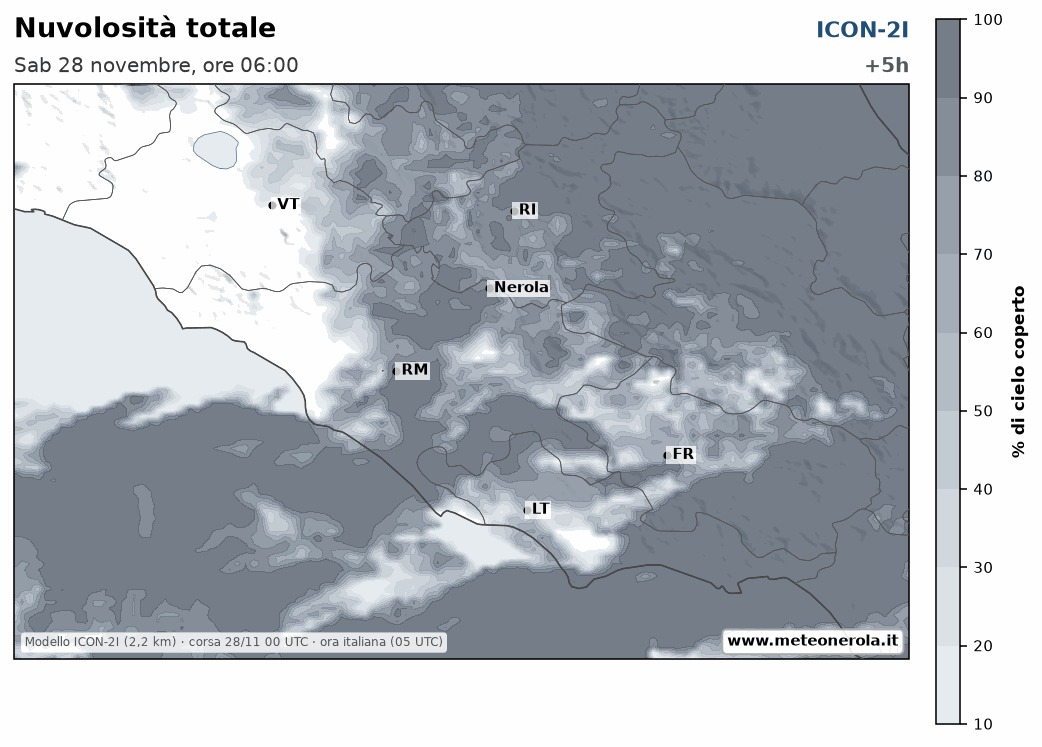 Nuvolosità totale
ICON-2I
Sab 28 novembre, ore 06:00
+5h
100
90
80
70
60
50
40
30
20
10
% di cielo coperto
VT
RI
Nerola
RM
FR
LT
Modello ICON-2I (2,2 km) · corsa 28/11 00 UTC · ora italiana (05 UTC)
www.meteonerola.it